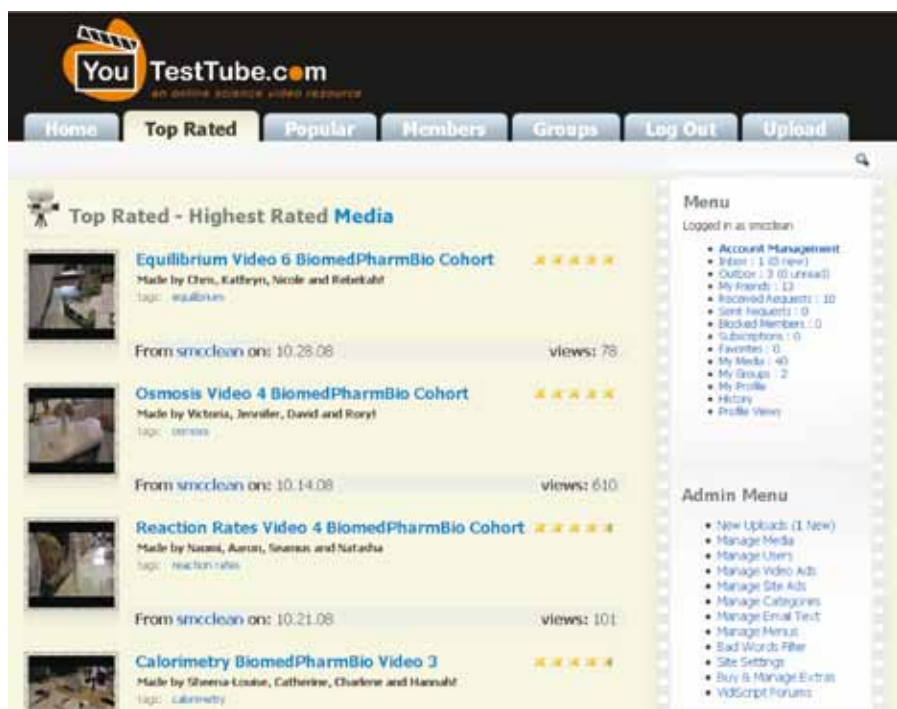 You TestTube.com
an online science video resource
Home Top Rated Popular Members Groups Log Out Upload
Top Rated - Highest Rated Media
Equilibrium Video 6 BiomedPharmBio Cohort
Made by Chris, Kathryn, Nicole and Rebekah!
tags: equilibrium
From smcclean on: 10.28.08 views: 78
Osmosis Video 4 BiomedPharmBio Cohort
Made by Victoria, Jennifer, David and Rory!
tags: osmosis
From smcclean on: 10.14.08 views: 610
Reaction Rates Video 4 BiomedPharmBio Cohort
Made by Naomi, Aaron, Seamus and Natasha
tags: reaction rates
From smcclean on: 10.21.08 views: 101
Calorimetry BiomedPharmBio Video 3
Made by Sheena-Louise, Catherine, Charlene and Hannah!
tags: calorimetry
Menu
Logged in as smcclean
• Account Management
• Inbox : 1 (0 new)
• Outbox : 3 (0 unread)
• My Friends : 13
• Received Requests : 10
• Sent Requests : 0
• Blocked Members : 0
• Subscriptions : 0
• Favorites : 0
• My Media : 40
• My Groups : 2
• My Profile
• History
• Profile Views
Admin Menu
• New Uploads (1 New)
• Manage Media
• Manage Users
• Manage Video Ads
• Manage Site Ads
• Manage Categories
• Manage Email Text
• Manage Menus
• Bad Words Filter
• Site Settings
• Buy & Manage Extras
• VidiScript Forums